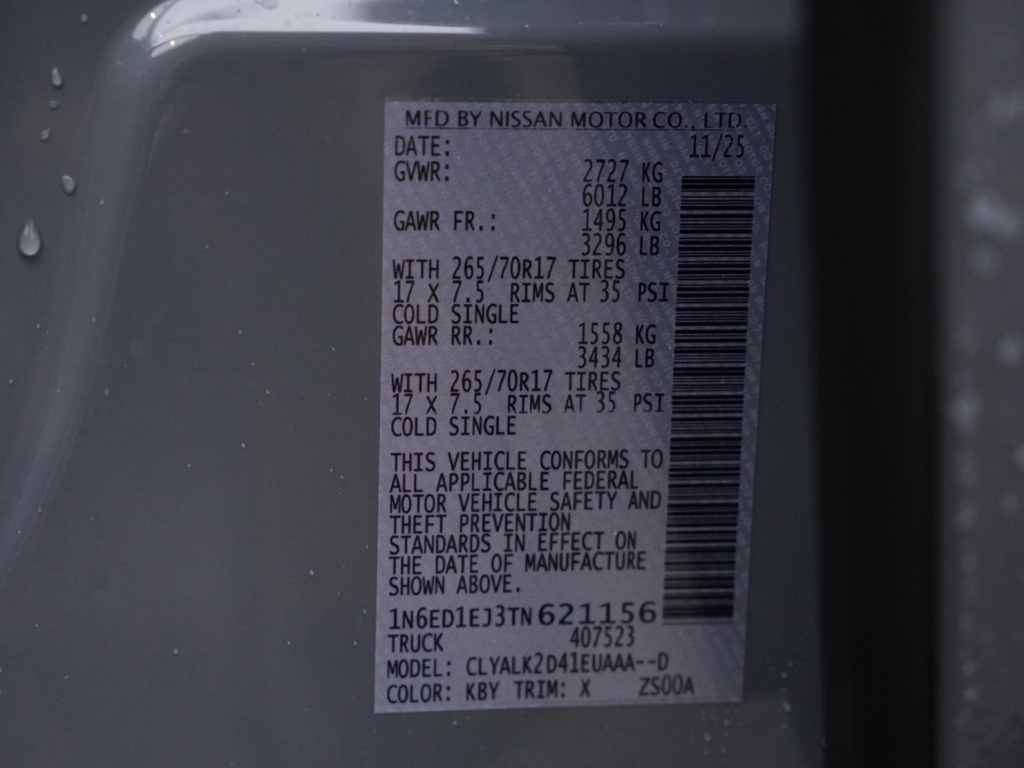 MFD BY NISSAN MOTOR CO., LTD.
DATE: 11/25
GVWR: 2727 KG
6012 LB
GAWR FR.: 1495 KG
3296 LB
WITH 265/70R17 TIRES
17 X 7.5 RIMS AT 35 PSI
COLD SINGLE
GAWR RR.: 1558 KG
3434 LB
WITH 265/70R17 TIRES
17 X 7.5 RIMS AT 35 PSI
COLD SINGLE
THIS VEHICLE CONFORMS TO
ALL APPLICABLE FEDERAL
MOTOR VEHICLE SAFETY AND
THEFT PREVENTION
STANDARDS IN EFFECT ON
THE DATE OF MANUFACTURE
SHOWN ABOVE.
1N6ED1EJ3TN621156
TRUCK 407523
MODEL: CLYALK2D41EUAAA--D
COLOR: KBY TRIM: X ZS00A